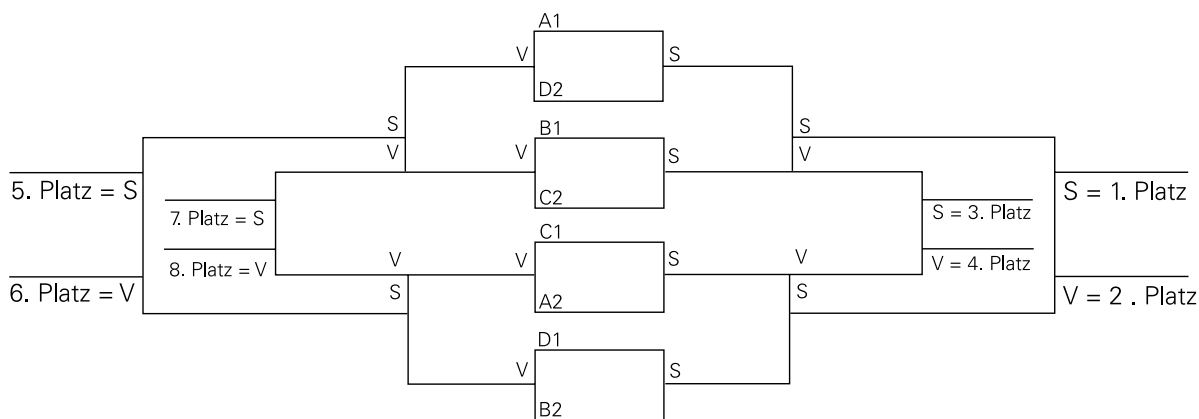 A1
V S
D2
S S
V B1 V
V S
C2
5. Platz = S S = 1. Platz
7. Platz = S S = 3. Platz
C1
8. Platz = V V V S V V = 4. Platz
6. Platz = V S A2 S V = 2 . Platz
D1
V S
B2